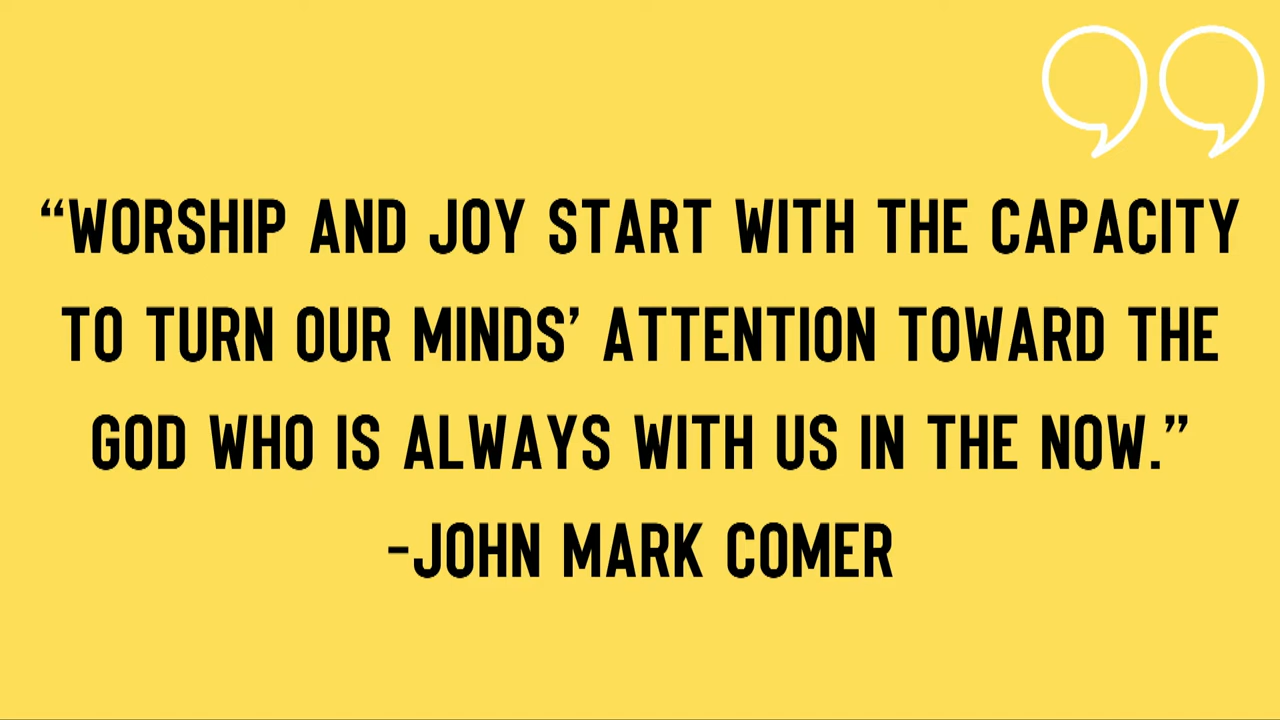 “WORSHIP AND JOY START WITH THE CAPACITY
TO TURN OUR MINDS’ ATTENTION TOWARD THE
GOD WHO IS ALWAYS WITH US IN THE NOW.”
-JOHN MARK COMER